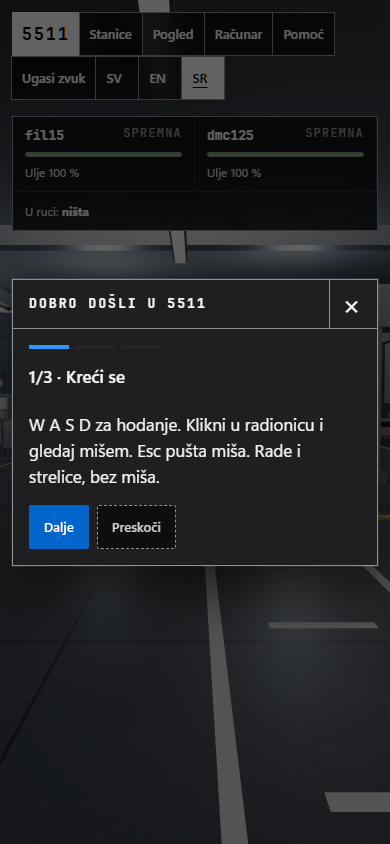 5511 Stanice Pogled Računar Pomoć
Ugasi zvuk SV EN SR
fil15 SPREMNA dmc125 SPREMNA
Ulje 100 % Ulje 100 %
U ruci: ništa
DOBRO DOŠLI U 5511 ×
1/3 · Kreći se
W A S D za hodanje. Klikni u radionicu i
gledaj mišem. Esc pušta miša. Rade i
strelice, bez miša.
Dalje Preskoči